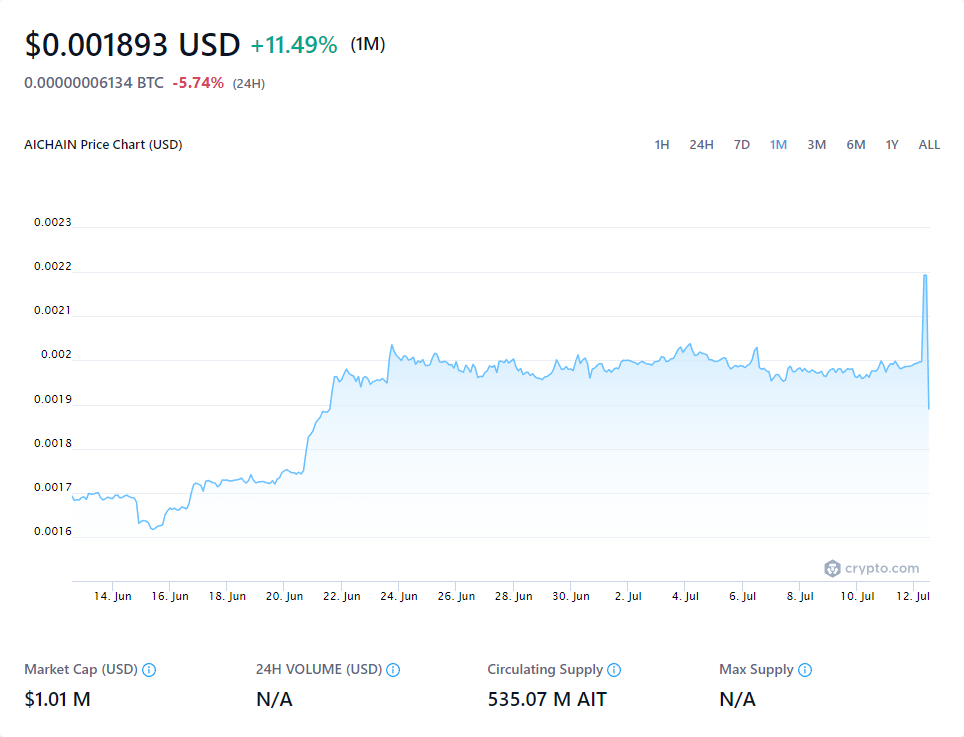 $0.001893 USD +11.49% (1M)
0.00000006134 BTC -5.74% (24H)
AICHAIN Price Chart (USD) 1H 24H 7D 1M 3M 6M 1Y ALL
0.0023
0.0022
0.0021
0.002
0.0019
0.0018
0.0017
0.0016
crypto.com
14. Jun 16. Jun 18. Jun 20. Jun 22. Jun 24. Jun 26. Jun 28. Jun 30. Jun 2. Jul 4. Jul 6. Jul 8. Jul 10. Jul 12. Jul
Market Cap (USD) 24H VOLUME (USD) Circulating Supply Max Supply
$1.01 M N/A 535.07 M AIT N/A